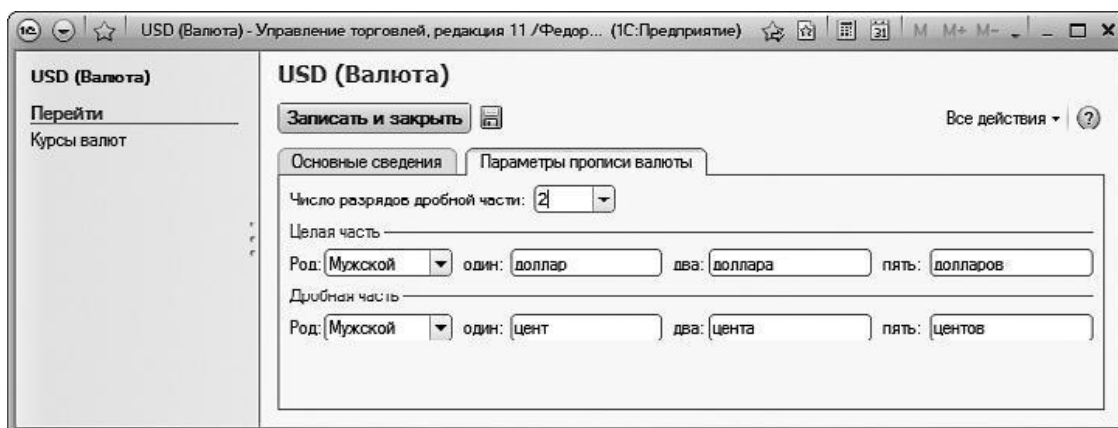 USD (Валюта) - Управление торговлей, редакция 11 /Федор... (1С:Предприятие) 31 M M+ M-
USD (Валюта)
Перейти
Курсы валют
USD (Валюта)
Записать и закрыть
Все действия
Основные сведения Параметры прописи валюты
Число разрядов дробной части: 2
Целая часть
Род: Мужской один: доллар два: доллара пять: долларов
Дробная часть
Род: Мужской один: цент два: цента пять: центов